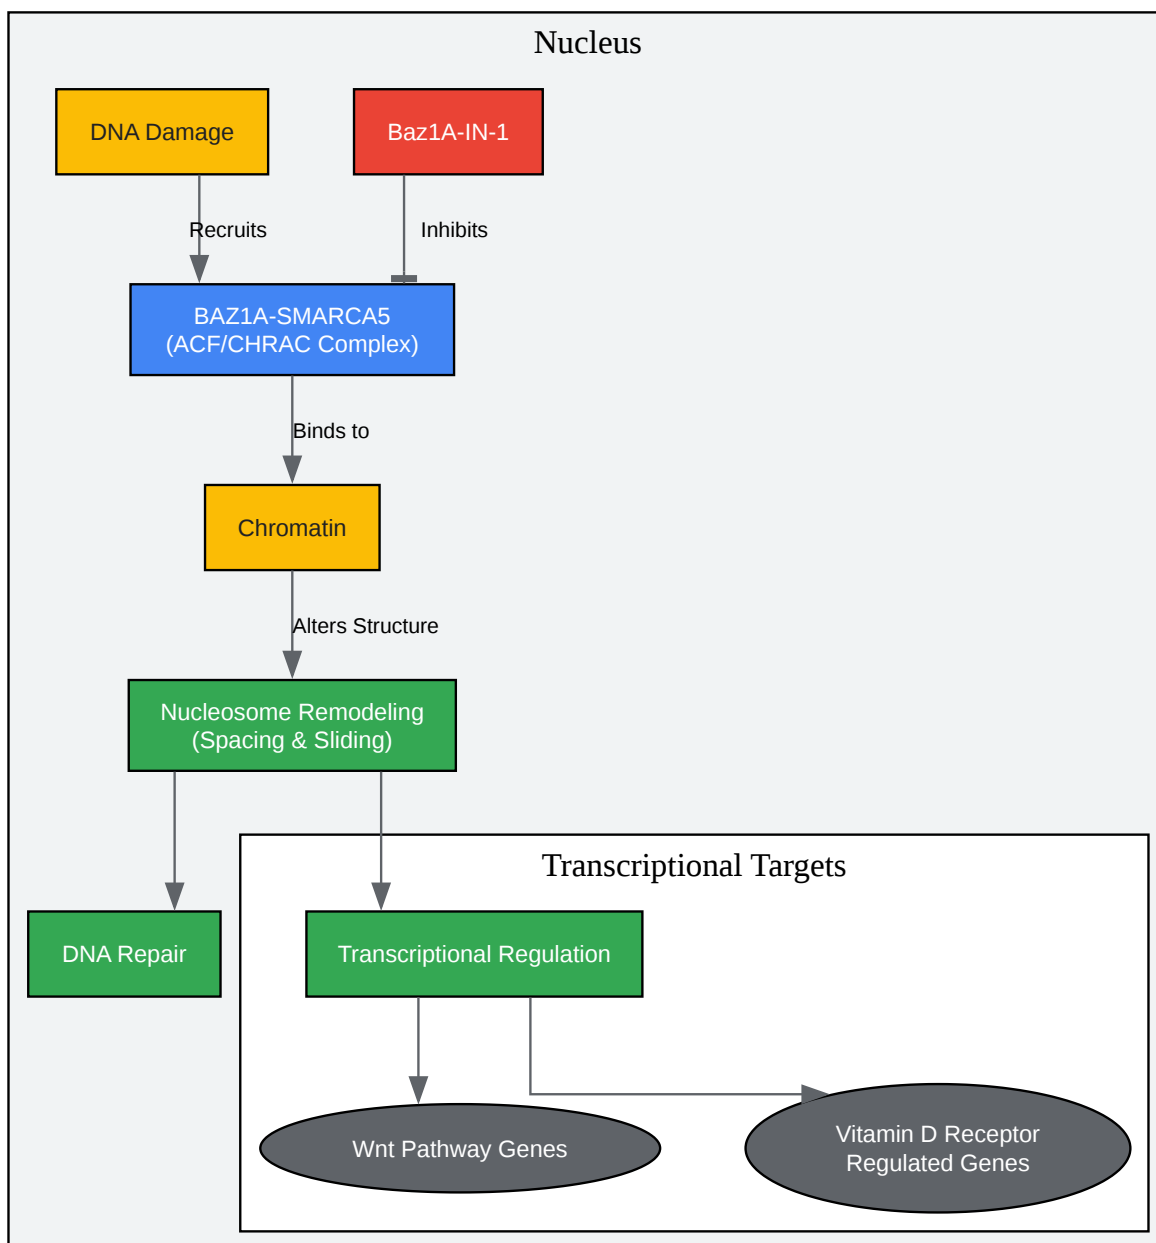 Nucleus
DNA Damage
Baz1A-IN-1
Recruits
Inhibits
BAZ1A-SMARCA5
(ACF/CHRAC Complex)
Binds to
Chromatin
Alters Structure
Nucleosome Remodeling
(Spacing & Sliding)
Transcriptional Targets
DNA Repair
Transcriptional Regulation
Wnt Pathway Genes
Vitamin D Receptor
Regulated Genes